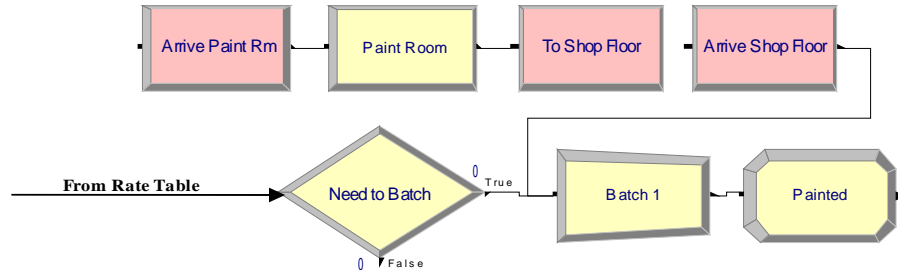 Arrive Paint Rm
Paint Room
To Shop Floor
Arrive Shop Floor
From Rate Table
Need to Batch
0
True
0
False
Batch 1
Painted